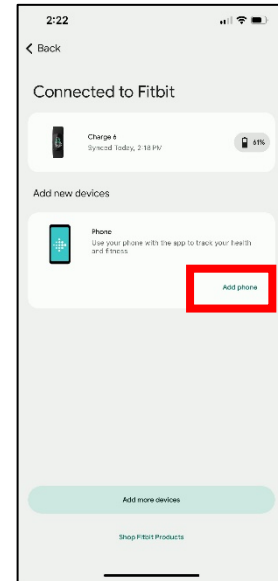 2:22
Back
Connected to Fitbit
Charge 6
Synced Today, 2:18 PM
61%
Add new devices
Phone
Use your phone with the app to track your health
and fitness
Add phone
Add more devices
Shop Fitbit Products